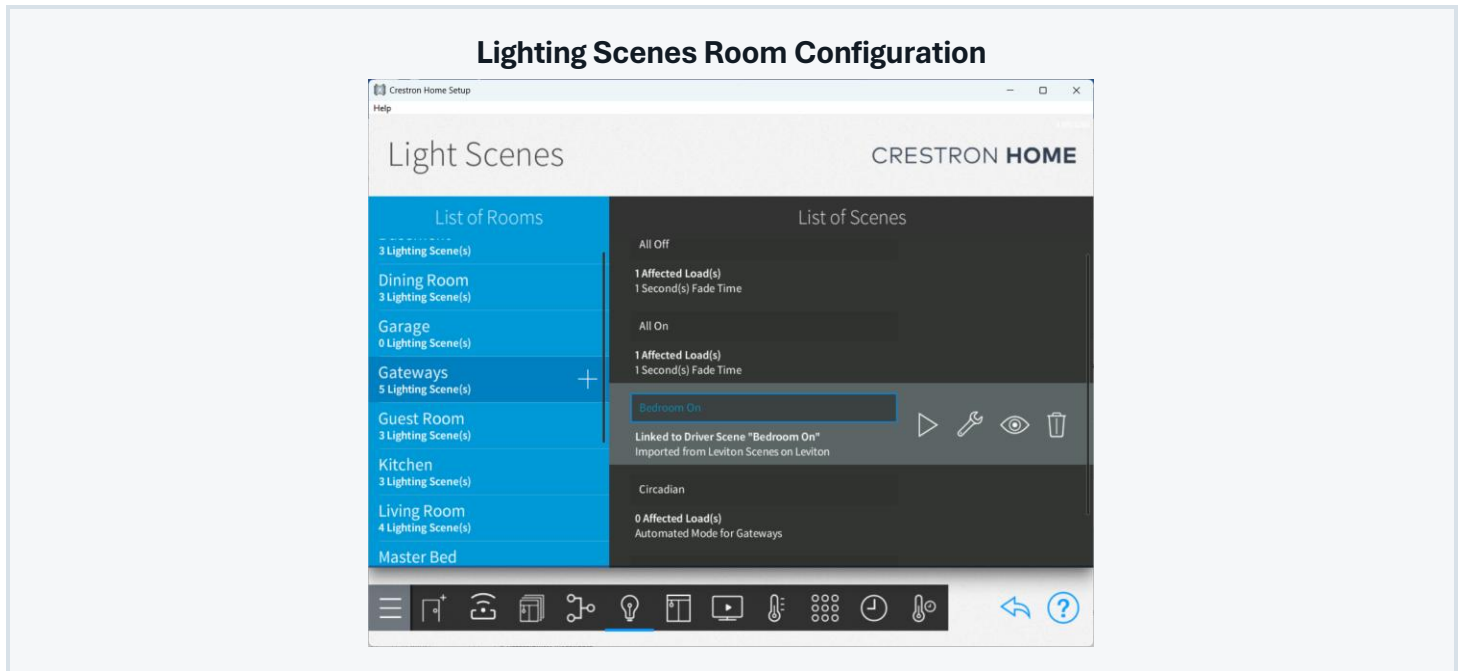 Lighting Scenes Room Configuration
Crestron Home Setup
Help
Light Scenes
CRESTRON HOME
List of Rooms
3 Lighting Scene(s)
Dining Room
3 Lighting Scene(s)
Garage
0 Lighting Scene(s)
Gateways
5 Lighting Scene(s)
Guest Room
3 Lighting Scene(s)
Kitchen
3 Lighting Scene(s)
Living Room
4 Lighting Scene(s)
Master Bed
List of Scenes
All Off
1 Affected Load(s)
1 Second(s) Fade Time
All On
1 Affected Load(s)
1 Second(s) Fade Time
Bedroom On
Linked to Driver Scene "Bedroom On"
Imported from Leviton Scenes on Leviton
Circadian
0 Affected Load(s)
Automated Mode for Gateways
?